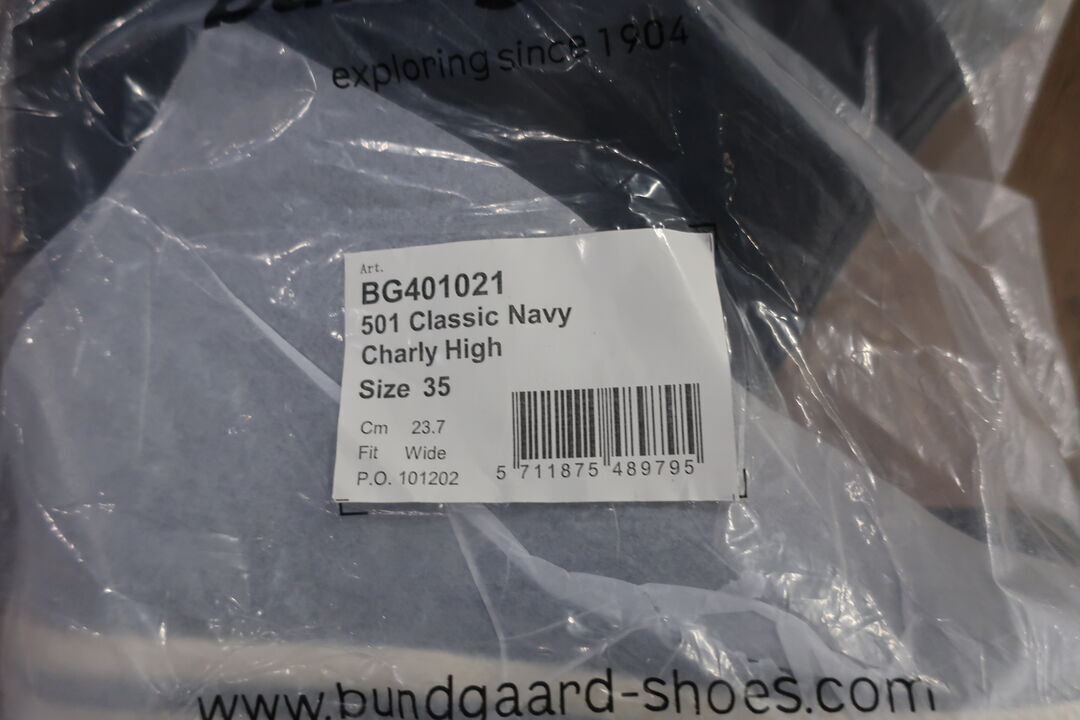 exploring since 1904
Art.
BG401021
501 Classic Navy
Charly High
Size 35
Cm 23.7
Fit Wide
P.O. 101202
5 711875 489795
www.bundgaard-shoes.com